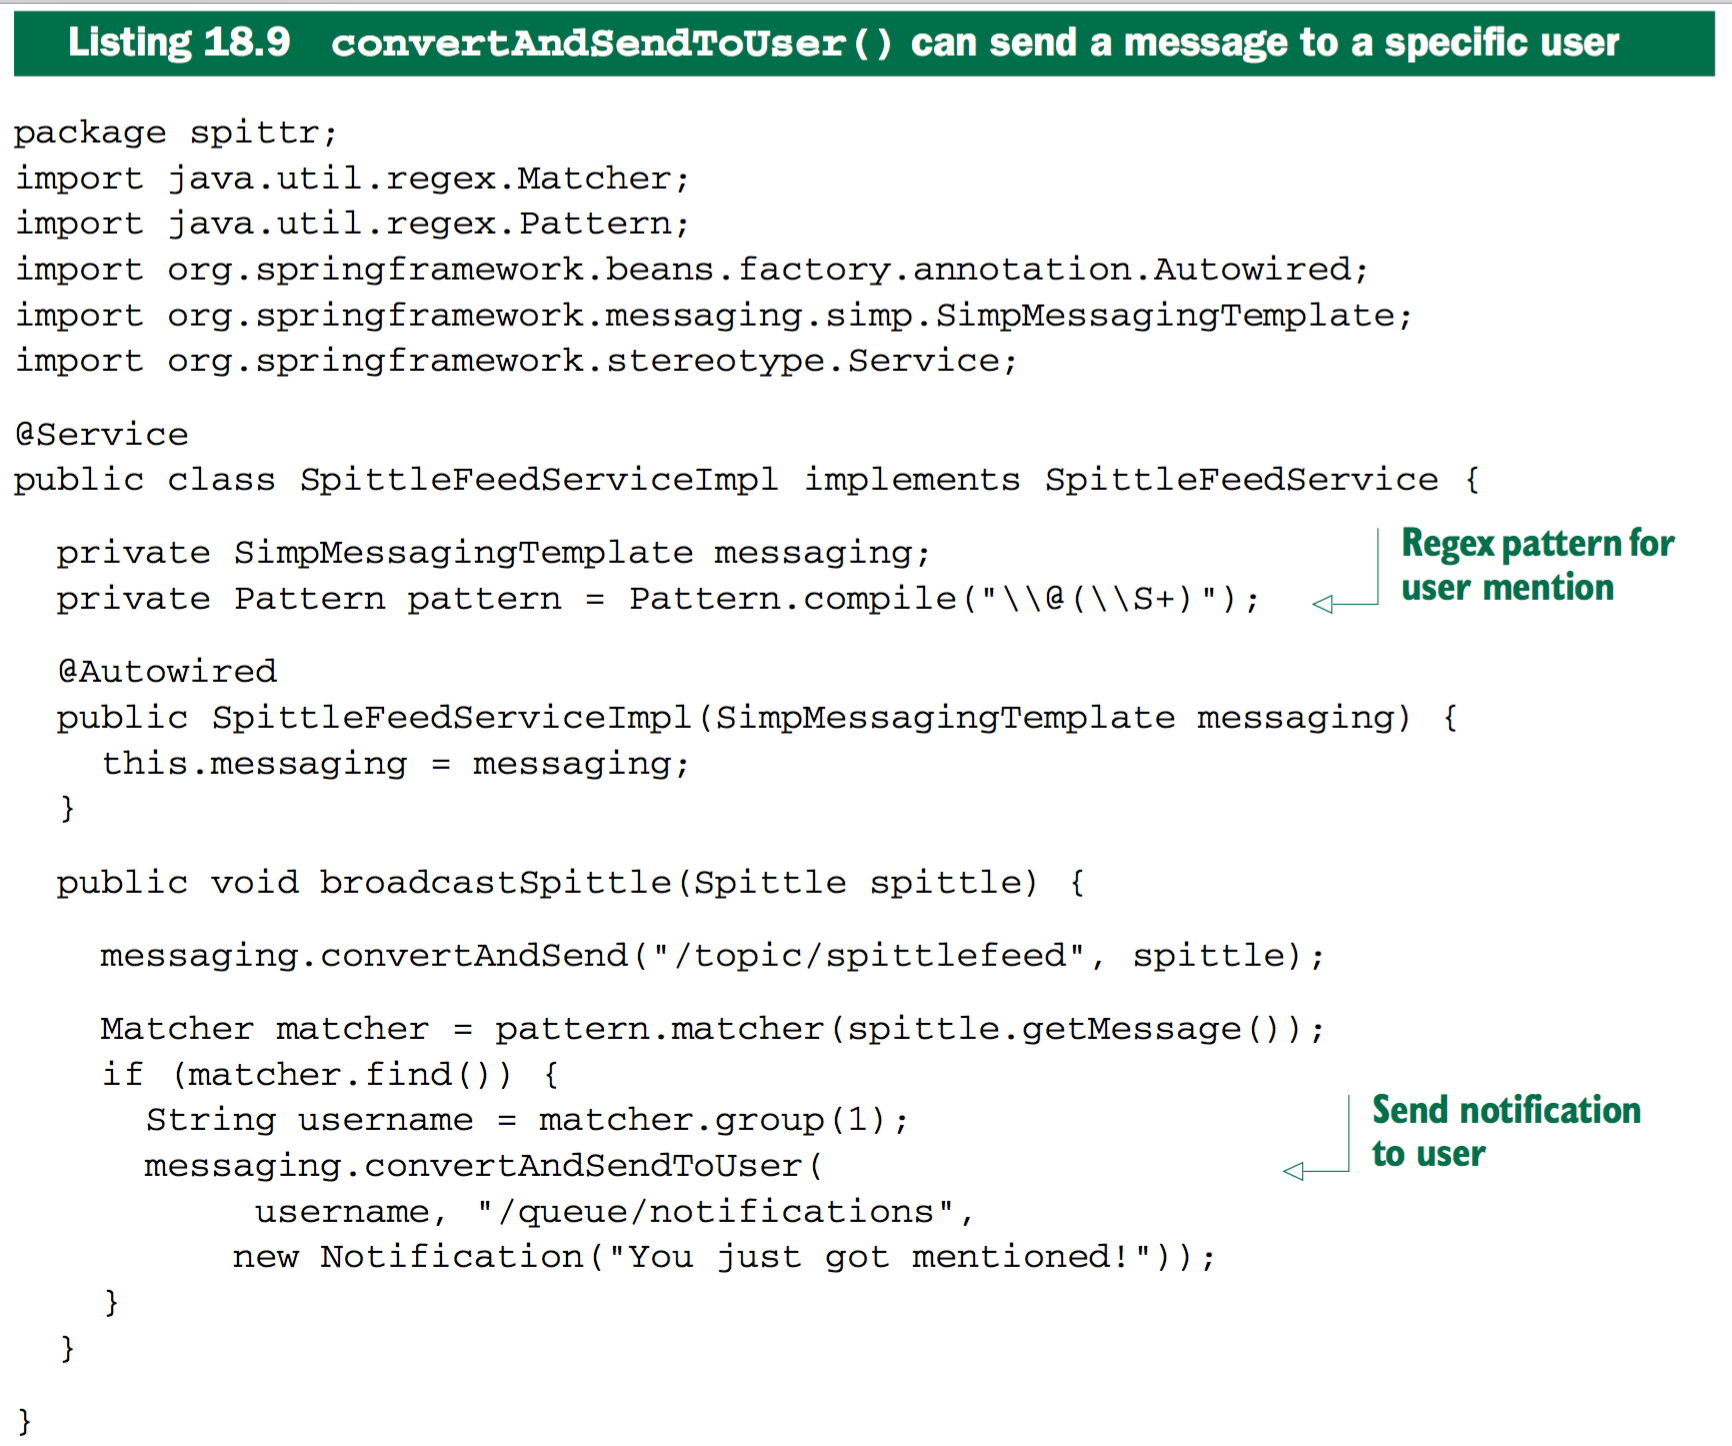 Listing 18.9 convertAndSendToUser() can send a message to a specific user
package spittr;
import java.util.regex.Matcher;
import java.util.regex.Pattern;
import org.springframework.beans.factory.annotation.Autowired;
import org.springframework.messaging.simp.SimpMessagingTemplate;
import org.springframework.stereotype.Service;
@Service
public class SpittleFeedServiceImpl implements SpittleFeedService {
private SimpMessagingTemplate messaging;
private Pattern pattern = Pattern.compile("\\@(\\S+)");
Regex pattern for
user mention
@Autowired
public SpittleFeedServiceImpl(SimpMessagingTemplate messaging) {
this.messaging = messaging;
}
public void broadcastSpittle(Spittle spittle) {
messaging.convertAndSend("/topic/spittlefeed", spittle);
Matcher matcher = pattern.matcher(spittle.getMessage());
if (matcher.find()) {
String username = matcher.group(1);
messaging.convertAndSendToUser(
Send notification
to user
username, "/queue/notifications",
new Notification("You just got mentioned!"));
}
}
}